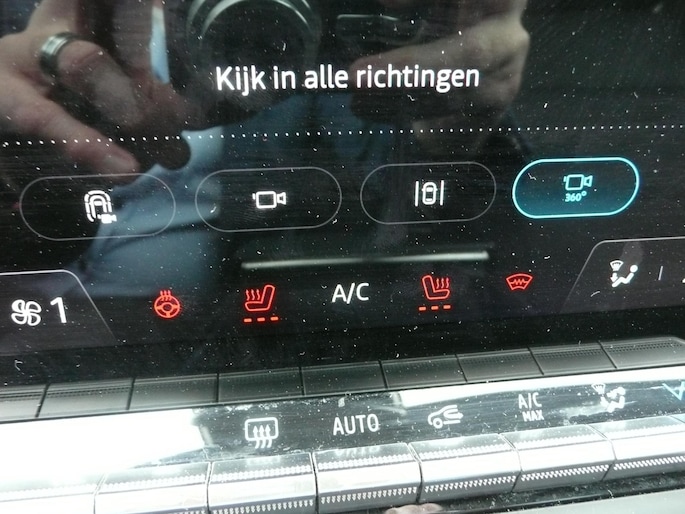 Kijk in alle richtingen
360°
1
A/C
AUTO
A/C
MAX